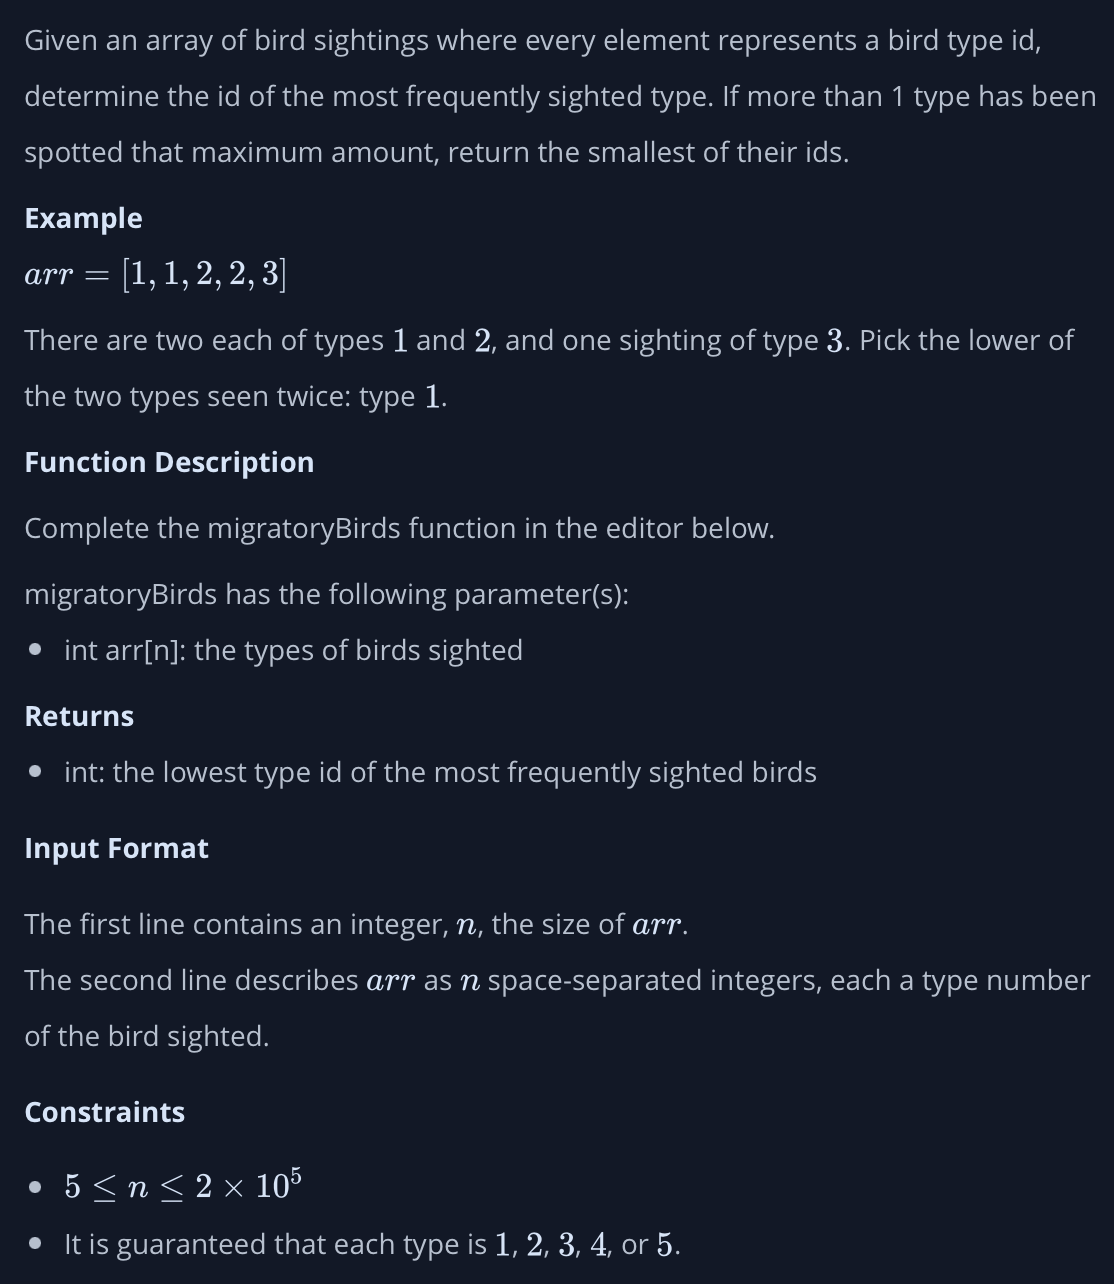 Given an array of bird sightings where every element represents a bird type id,
determine the id of the most frequently sighted type. If more than 1 type has been
spotted that maximum amount, return the smallest of their ids.
Example
arr = [1, 1, 2, 2, 3]
There are two each of types 1 and 2, and one sighting of type 3. Pick the lower of
the two types seen twice: type 1.
Function Description
Complete the migratoryBirds function in the editor below.
migratoryBirds has the following parameter(s):
• int arr[n]: the types of birds sighted
Returns
• int: the lowest type id of the most frequently sighted birds
Input Format
The first line contains an integer, n, the size of arr.
The second line describes arr as n space-separated integers, each a type number
of the bird sighted.
Constraints
• 5 ≤ n ≤ 2 × 10⁵
• It is guaranteed that each type is 1, 2, 3, 4, or 5.